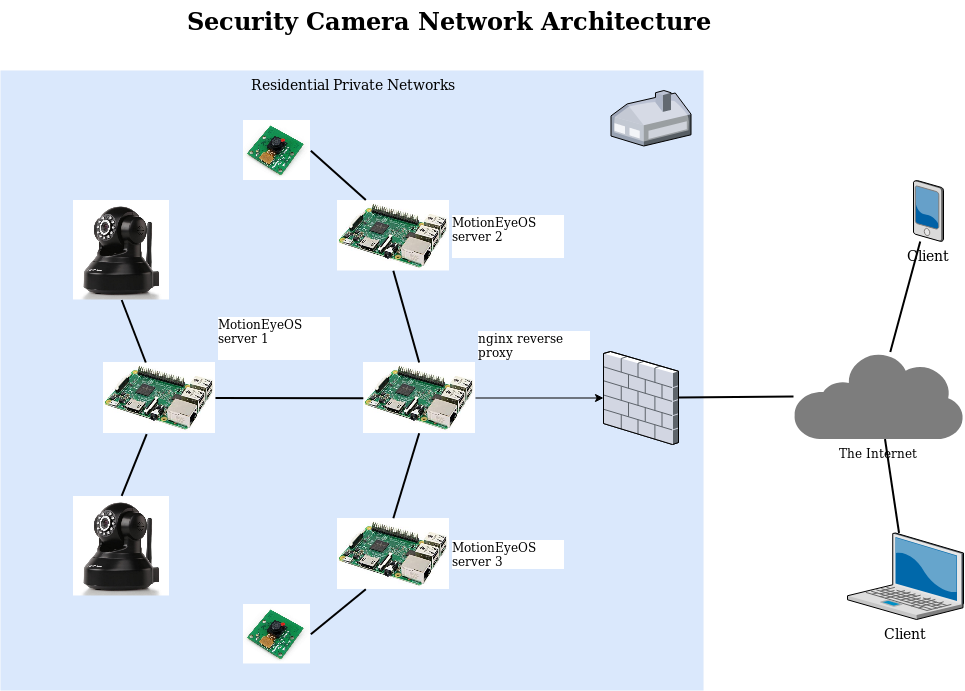 Security Camera Network Architecture
Residential Private Networks
MotionEyeOS
server 2
Client
MotionEyeOS
server 1
nginx reverse
proxy
The Internet
MotionEyeOS
server 3
Client